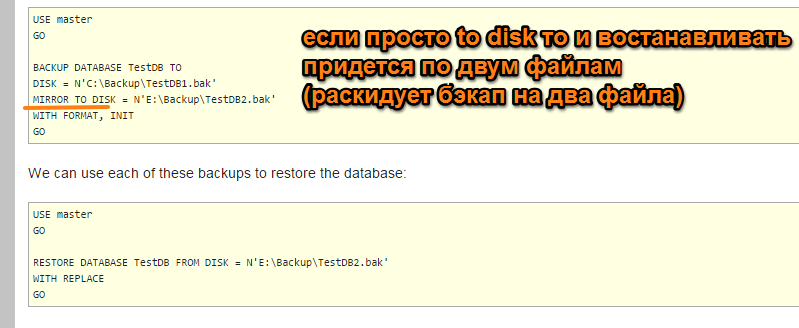 USE master
GO
если просто to disk то и востанавливать
придется по двум файлам
(раскидует бэкап на два файла)
BACKUP DATABASE TestDB TO
DISK = N'C:\Backup\TestDB1.bak'
MIRROR TO DISK = N'E:\Backup\TestDB2.bak'
WITH FORMAT, INIT
GO
We can use each of these backups to restore the database:
USE master
GO
RESTORE DATABASE TestDB FROM DISK = N'E:\Backup\TestDB2.bak'
WITH REPLACE
GO